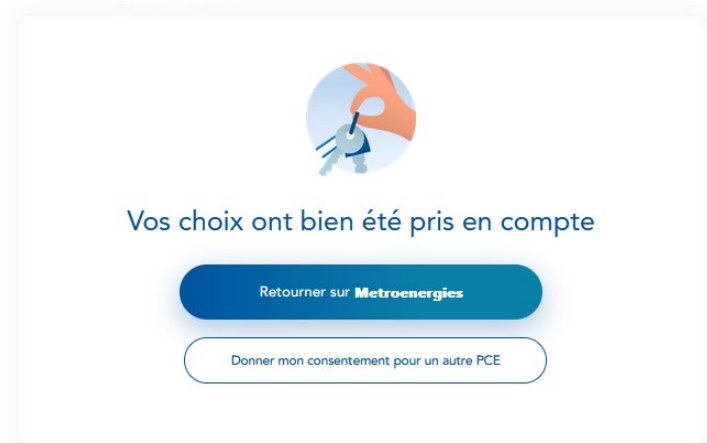 Vos choix ont bien été pris en compte
Retourner sur Metroenergies
Donner mon consentement pour un autre PCE